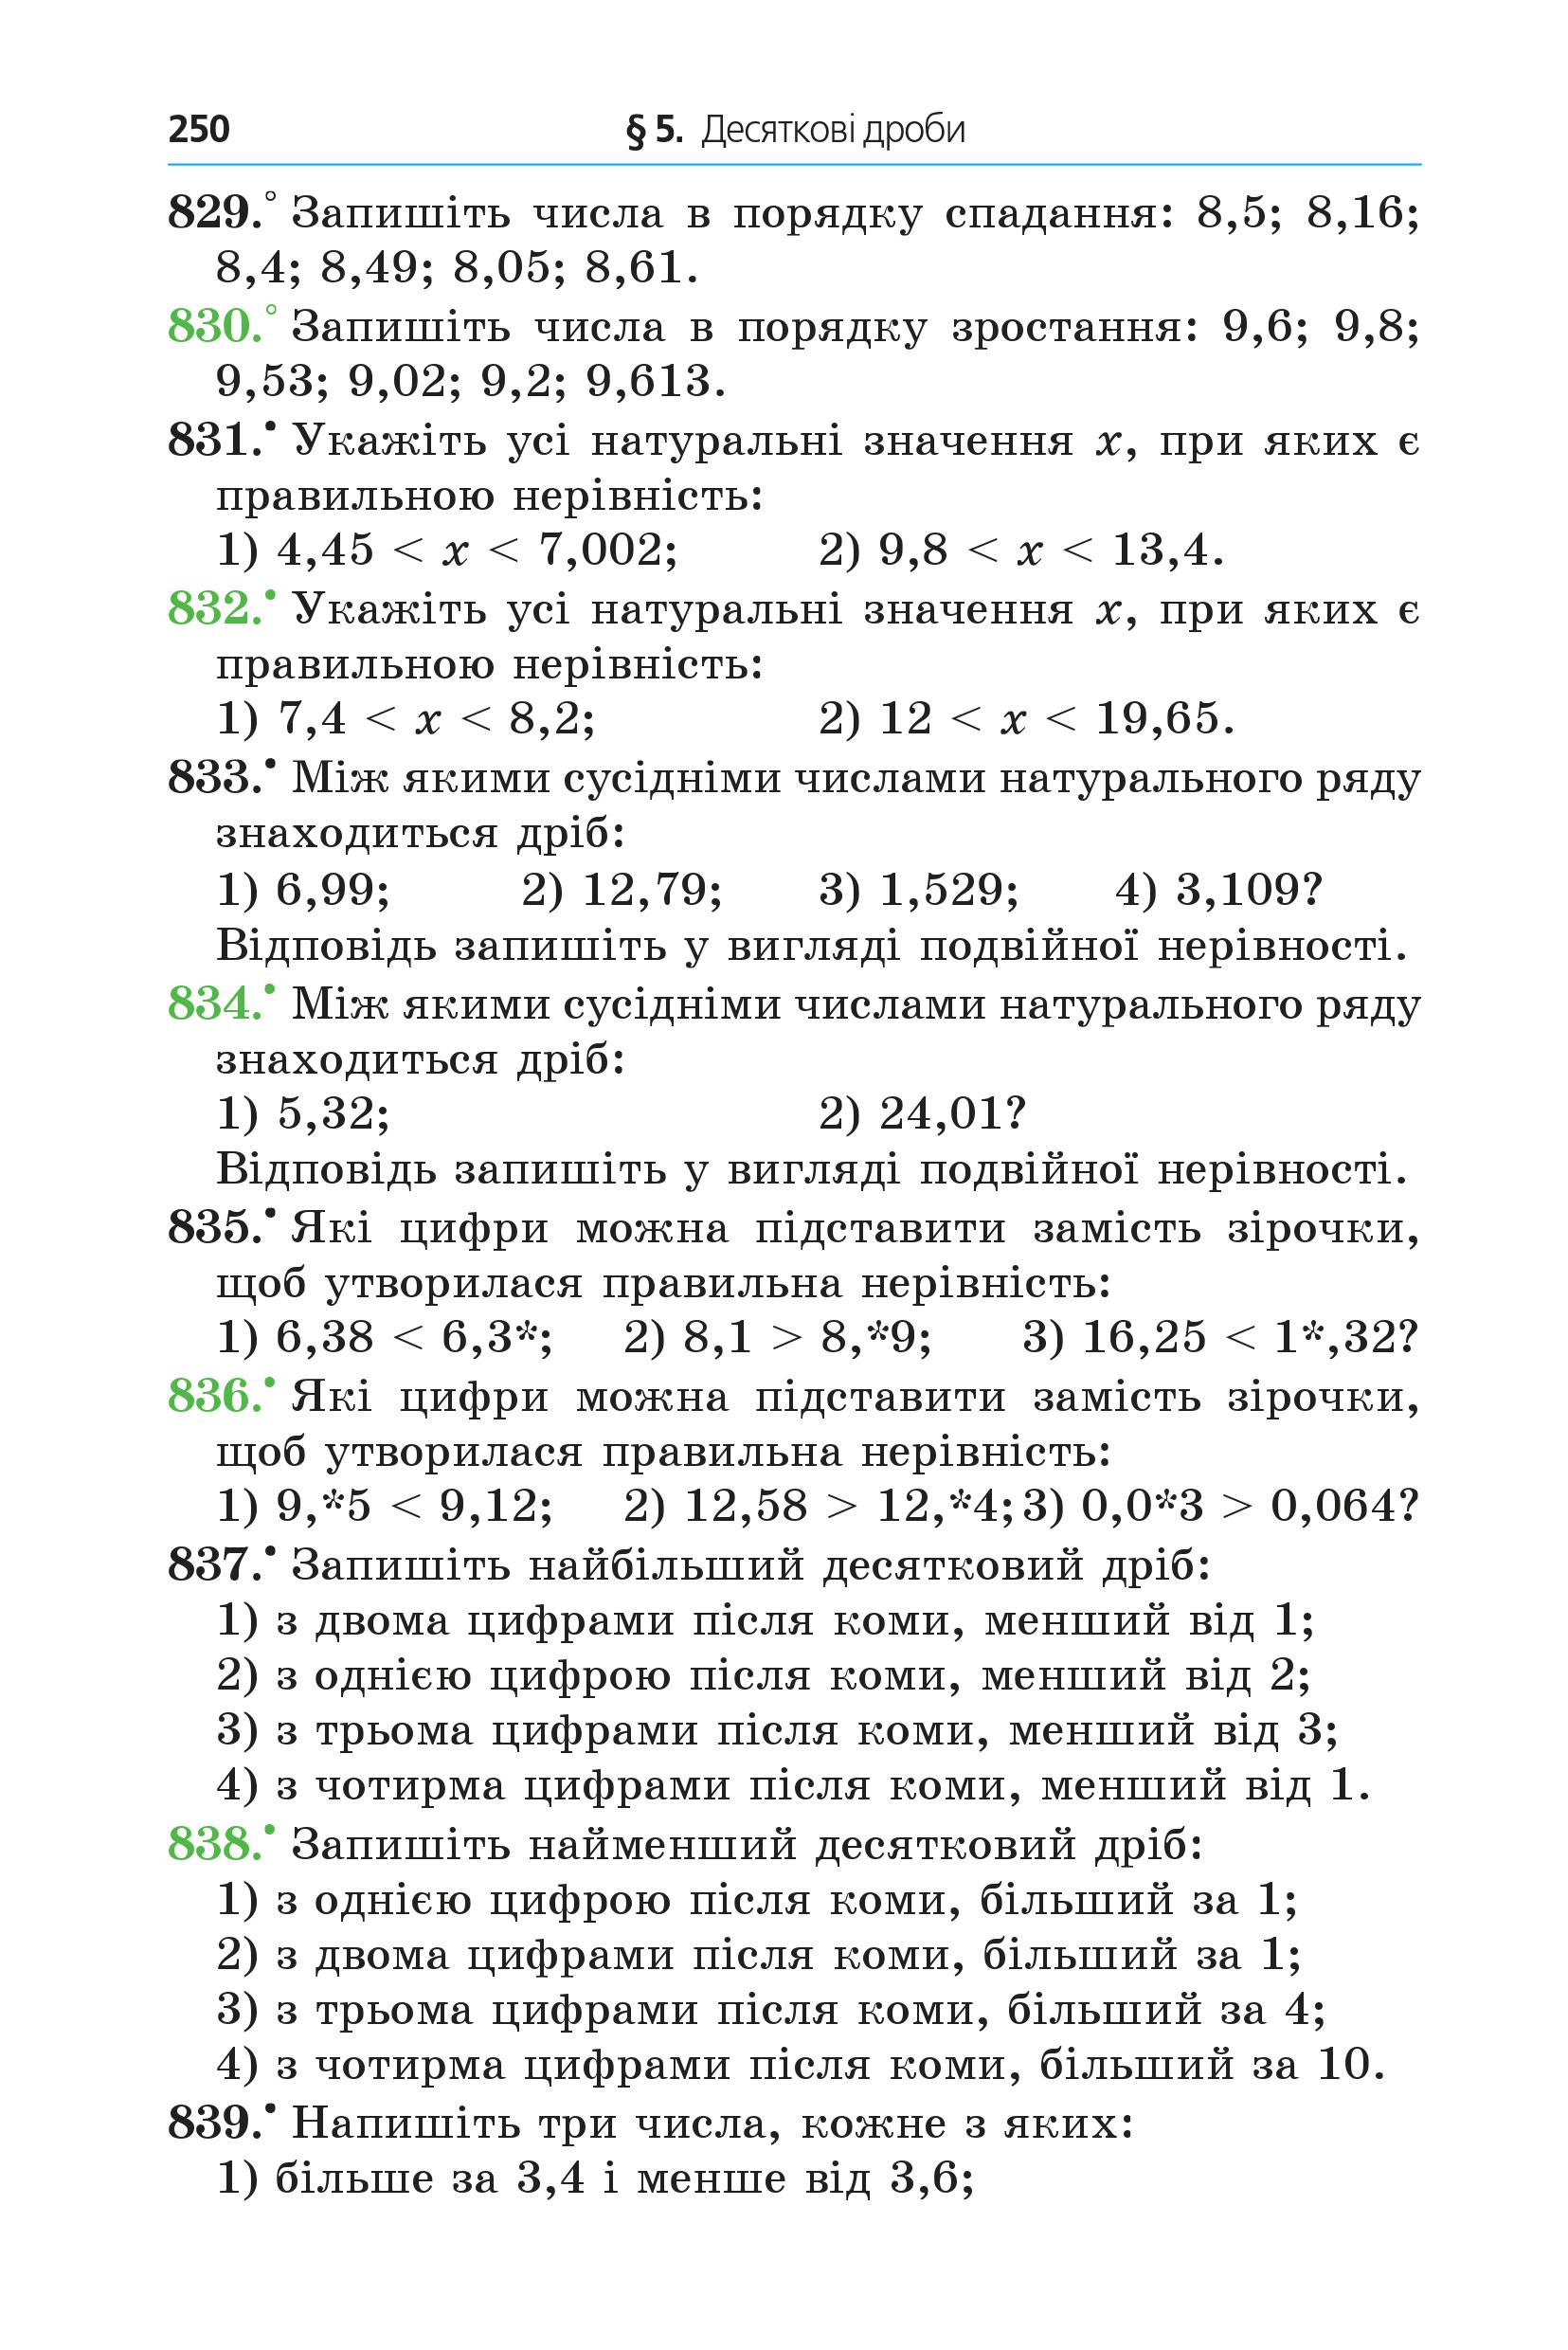 250 § 5. Десяткові дроби
829.° Запишіть числа в порядку спадання: 8,5; 8,16;
8,4; 8,49; 8,05; 8,61.
830.° Запишіть числа в порядку зростання: 9,6; 9,8;
9,53; 9,02; 9,2; 9,613.
831.• Укажіть усі натуральні значення x, при яких є
правильною нерівність:
1) 4,45 < x < 7,002; 2) 9,8 < x < 13,4.
832.• Укажіть усі натуральні значення x, при яких є
правильною нерівність:
1) 7,4 < x < 8,2; 2) 12 < x < 19,65.
833.• Між якими сусідніми числами натурального ряду
знаходиться дріб:
1) 6,99; 2) 12,79; 3) 1,529; 4) 3,109?
Відповідь запишіть у вигляді подвійної нерівності.
834.• Між якими сусідніми числами натурального ряду
знаходиться дріб:
1) 5,32; 2) 24,01?
Відповідь запишіть у вигляді подвійної нерівності.
835.• Які цифри можна підставити замість зірочки,
щоб утворилася правильна нерівність:
1) 6,38 < 6,3*; 2) 8,1 > 8,*9; 3) 16,25 < 1*,32?
836.• Які цифри можна підставити замість зірочки,
щоб утворилася правильна нерівність:
1) 9,*5 < 9,12; 2) 12,58 > 12,*4; 3) 0,0*3 > 0,064?
837.• Запишіть найбільший десятковий дріб:
1) з двома цифрами після коми, менший від 1;
2) з однією цифрою після коми, менший від 2;
3) з трьома цифрами після коми, менший від 3;
4) з чотирма цифрами після коми, менший від 1.
838.• Запишіть найменший десятковий дріб:
1) з однією цифрою після коми, більший за 1;
2) з двома цифрами після коми, більший за 1;
3) з трьома цифрами після коми, більший за 4;
4) з чотирма цифрами після коми, більший за 10.
839.• Напишіть три числа, кожне з яких:
1) більше за 3,4 і менше від 3,6;